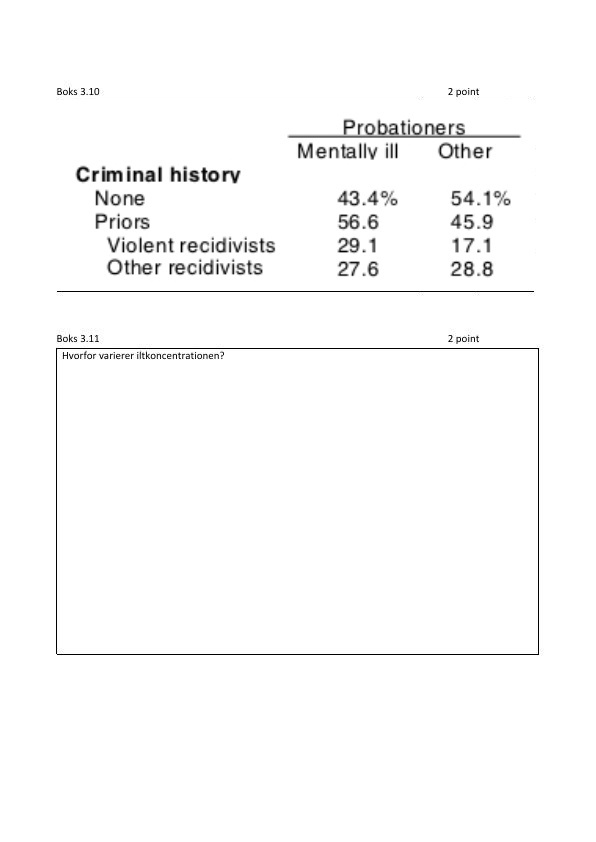 Boks 3.10 2 point
Probationers
Mentally ill Other
Criminal history
None 43.4% 54.1%
Priors 56.6 45.9
Violent recidivists 29.1 17.1
Other recidivists 27.6 28.8
Boks 3.11 2 point
Hvorfor varierer iltkoncentrationen?